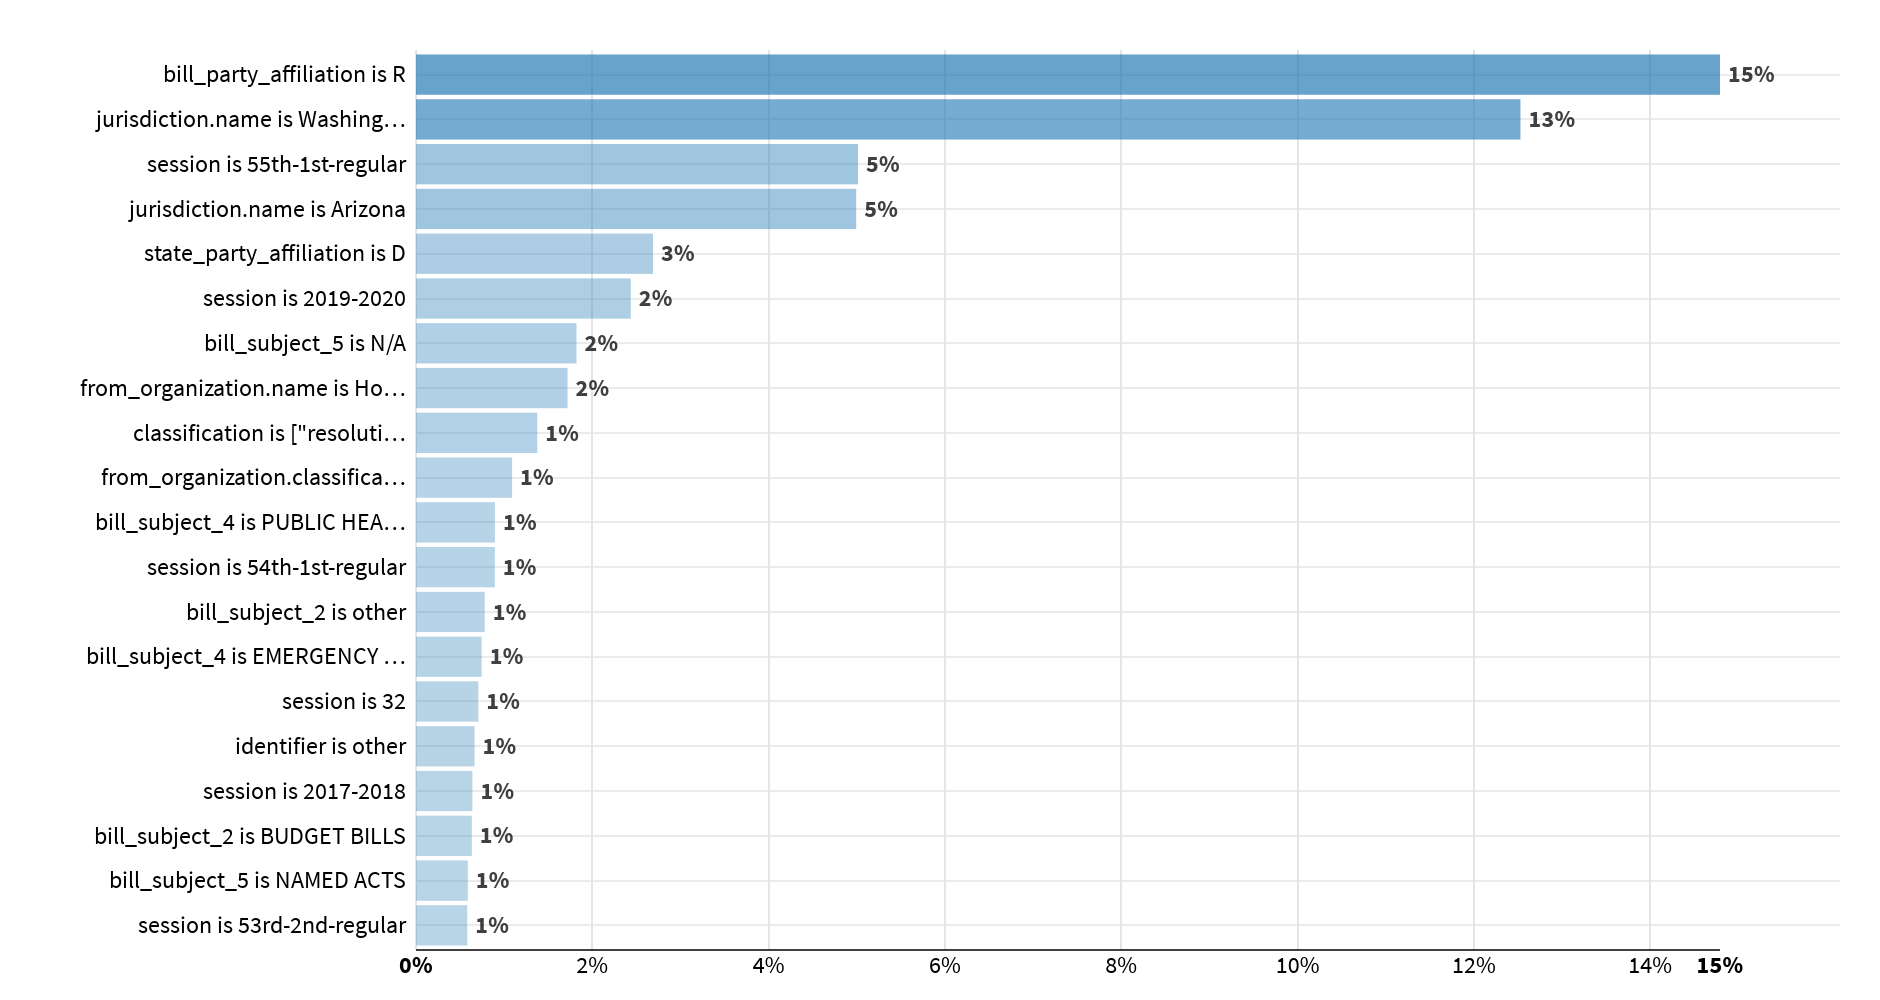 bill_party_affiliation is R 15%
jurisdiction.name is Washing… 13%
session is 55th-1st-regular 5%
jurisdiction.name is Arizona 5%
state_party_affiliation is D 3%
session is 2019-2020 2%
bill_subject_5 is N/A 2%
from_organization.name is Ho… 2%
classification is ["resoluti… 1%
from_organization.classifica… 1%
bill_subject_4 is PUBLIC HEA… 1%
session is 54th-1st-regular 1%
bill_subject_2 is other 1%
bill_subject_4 is EMERGENCY … 1%
session is 32 1%
identifier is other 1%
session is 2017-2018 1%
bill_subject_2 is BUDGET BILLS 1%
bill_subject_5 is NAMED ACTS 1%
session is 53rd-2nd-regular 1%
0% 2% 4% 6% 8% 10% 12% 14% 15%